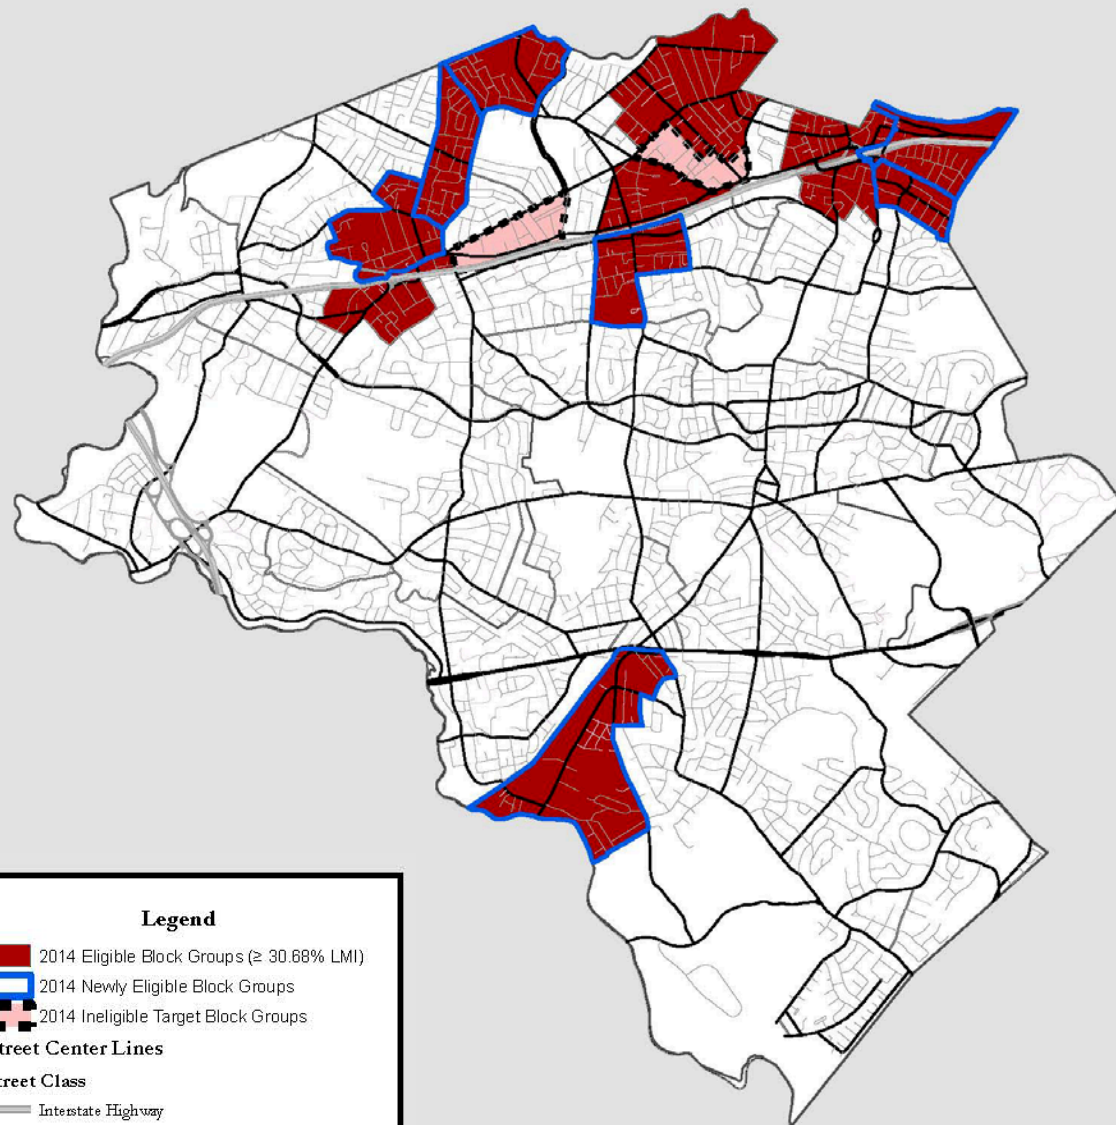 Legend
2014 Eligible Block Groups (≥ 30.68% LMI)
2014 Newly Eligible Block Groups
2014 Ineligible Target Block Groups
treet Center Lines
treet Class
Interstate Highway